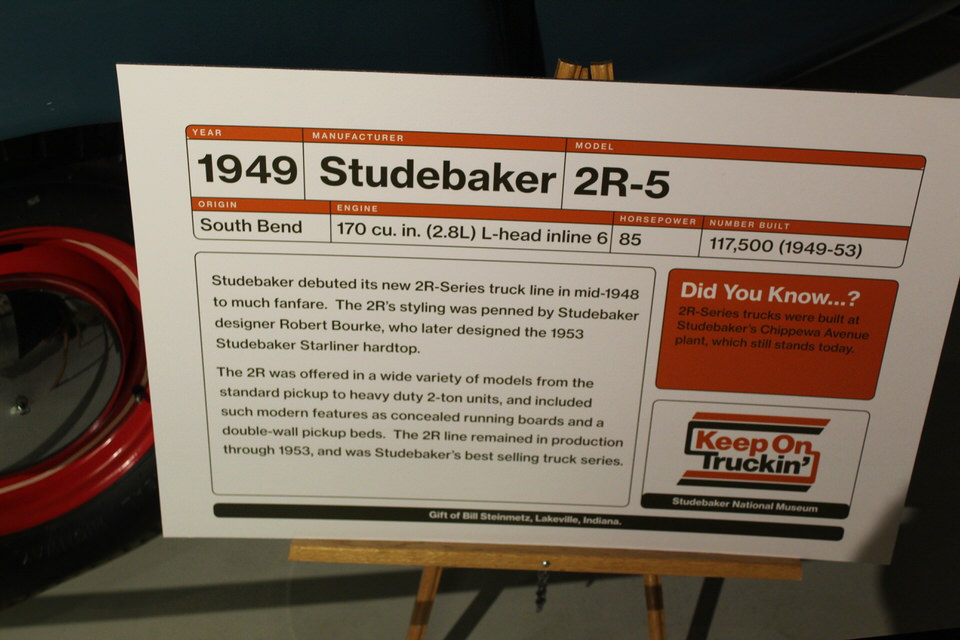 YEAR MANUFACTURER MODEL
1949 Studebaker 2R-5
ORIGIN ENGINE HORSEPOWER NUMBER BUILT
South Bend 170 cu. in. (2.8L) L-head inline 6 85 117,500 (1949-53)
Studebaker debuted its new 2R-Series truck line in mid-1948
to much fanfare. The 2R's styling was penned by Studebaker
designer Robert Bourke, who later designed the 1953
Studebaker Starliner hardtop.
The 2R was offered in a wide variety of models from the
standard pickup to heavy duty 2-ton units, and included
such modern features as concealed running boards and a
double-wall pickup beds. The 2R line remained in production
through 1953, and was Studebaker's best selling truck series.
Did You Know...?
2R-Series trucks were built at
Studebaker's Chippewa Avenue
plant, which still stands today.
Keep On
Truckin'
Studebaker National Museum
Gift of Bill Steinmetz, Lakeville, Indiana.